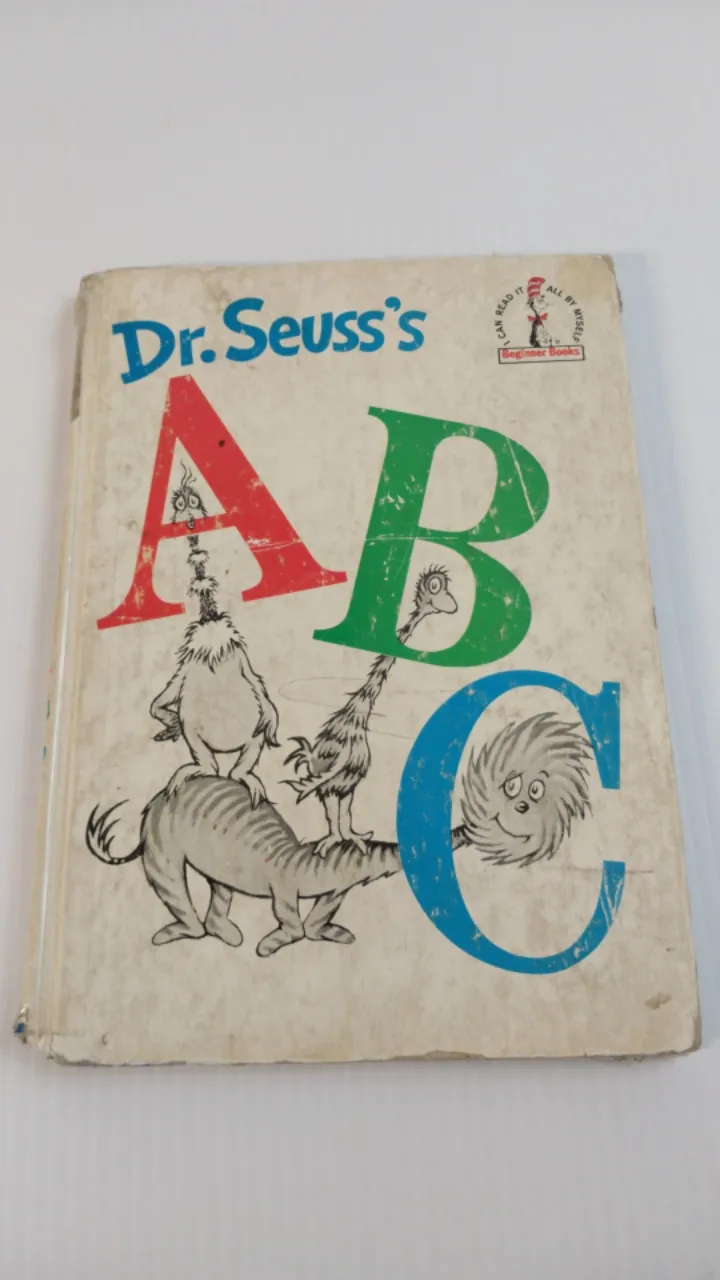 Dr. Seuss's
I CAN READ IT ALL BY MYSELF
Beginner Books
A
B
C